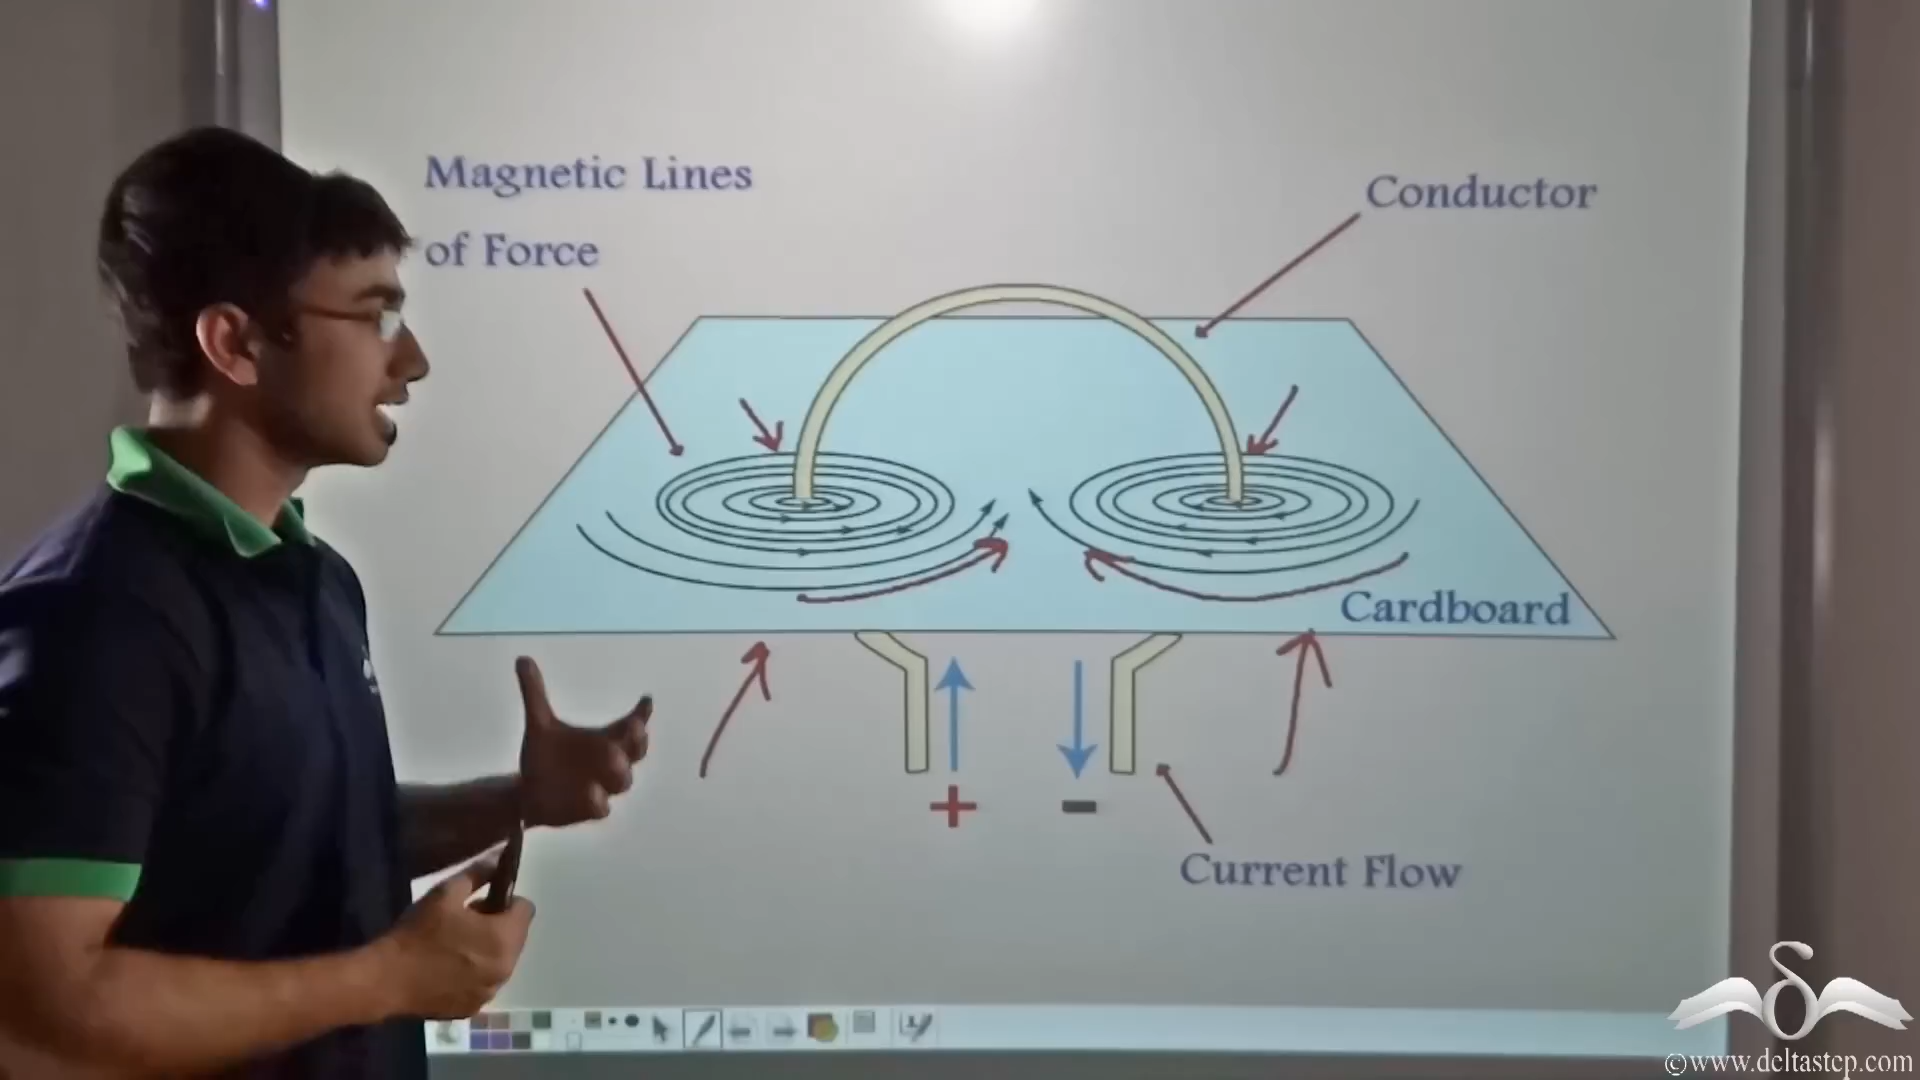 Magnetic Lines
of Force
Conductor
Cardboard
+
-
Current Flow
©www.deltastep.com